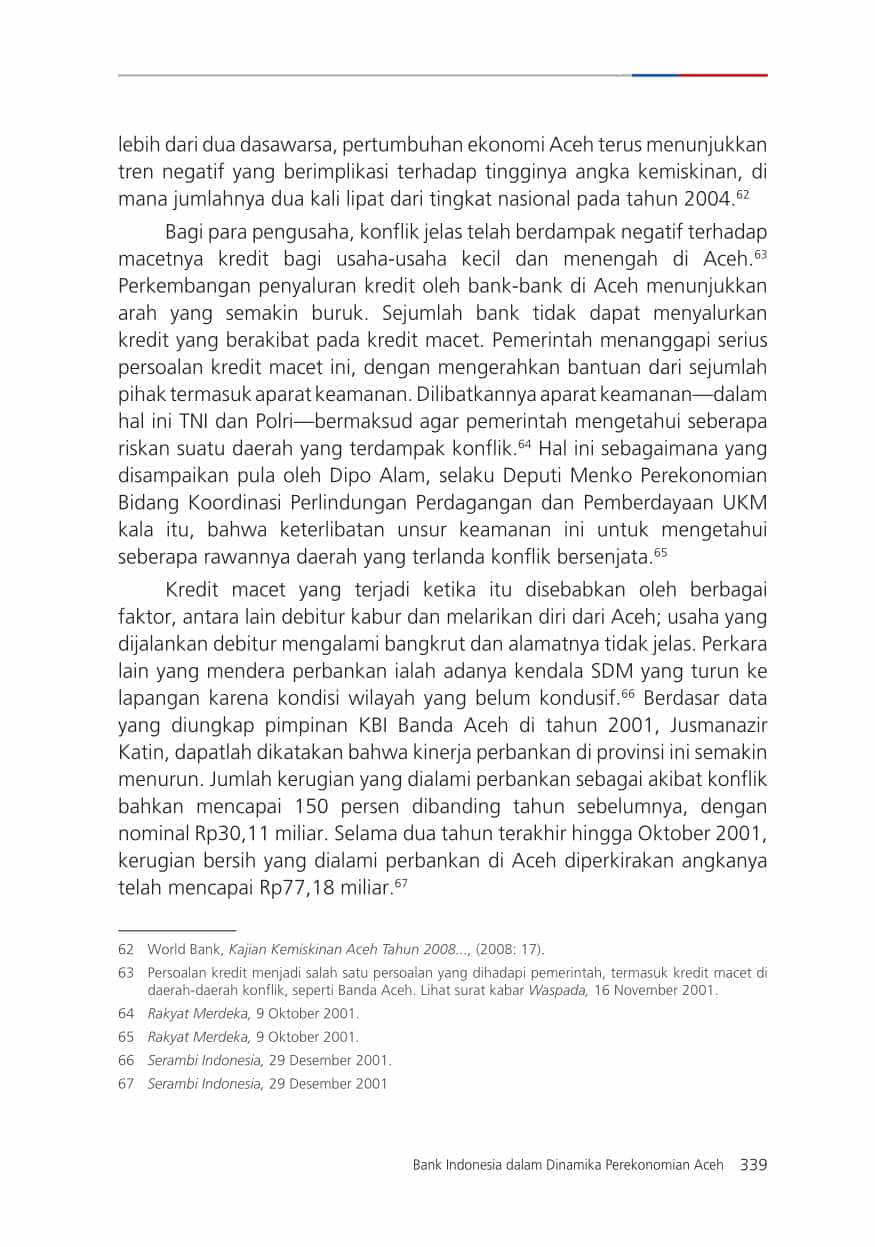 lebih dari dua dasawarsa, pertumbuhan ekonomi Aceh terus menunjukkan
tren negatif yang berimplikasi terhadap tingginya angka kemiskinan, di
mana jumlahnya dua kali lipat dari tingkat nasional pada tahun 2004.62
Bagi para pengusaha, konflik jelas telah berdampak negatif terhadap
macetnya kredit bagi usaha-usaha kecil dan menengah di Aceh.63
Perkembangan penyaluran kredit oleh bank-bank di Aceh menunjukkan
arah yang semakin buruk. Sejumlah bank tidak dapat menyalurkan
kredit yang berakibat pada kredit macet. Pemerintah menanggapi serius
persoalan kredit macet ini, dengan mengerahkan bantuan dari sejumlah
pihak termasuk aparat keamanan. Dilibatkannya aparat keamanan—dalam
hal ini TNI dan Polri—bermaksud agar pemerintah mengetahui seberapa
riskan suatu daerah yang terdampak konflik.64 Hal ini sebagaimana yang
disampaikan pula oleh Dipo Alam, selaku Deputi Menko Perekonomian
Bidang Koordinasi Perlindungan Perdagangan dan Pemberdayaan UKM
kala itu, bahwa keterlibatan unsur keamanan ini untuk mengetahui
seberapa rawannya daerah yang terlanda konflik bersenjata.65
Kredit macet yang terjadi ketika itu disebabkan oleh berbagai
faktor, antara lain debitur kabur dan melarikan diri dari Aceh; usaha yang
dijalankan debitur mengalami bangkrut dan alamatnya tidak jelas. Perkara
lain yang mendera perbankan ialah adanya kendala SDM yang turun ke
lapangan karena kondisi wilayah yang belum kondusif.66 Berdasar data
yang diungkap pimpinan KBI Banda Aceh di tahun 2001, Jusmanazir
Katin, dapatlah dikatakan bahwa kinerja perbankan di provinsi ini semakin
menurun. Jumlah kerugian yang dialami perbankan sebagai akibat konflik
bahkan mencapai 150 persen dibanding tahun sebelumnya, dengan
nominal Rp30,11 miliar. Selama dua tahun terakhir hingga Oktober 2001,
kerugian bersih yang dialami perbankan di Aceh diperkirakan angkanya
telah mencapai Rp77,18 miliar.67
62 World Bank, Kajian Kemiskinan Aceh Tahun 2008..., (2008: 17).
63 Persoalan kredit menjadi salah satu persoalan yang dihadapi pemerintah, termasuk kredit macet di
daerah-daerah konflik, seperti Banda Aceh. Lihat surat kabar Waspada, 16 November 2001.
64 Rakyat Merdeka, 9 Oktober 2001.
65 Rakyat Merdeka, 9 Oktober 2001.
66 Serambi Indonesia, 29 Desember 2001.
67 Serambi Indonesia, 29 Desember 2001
Bank Indonesia dalam Dinamika Perekonomian Aceh 339